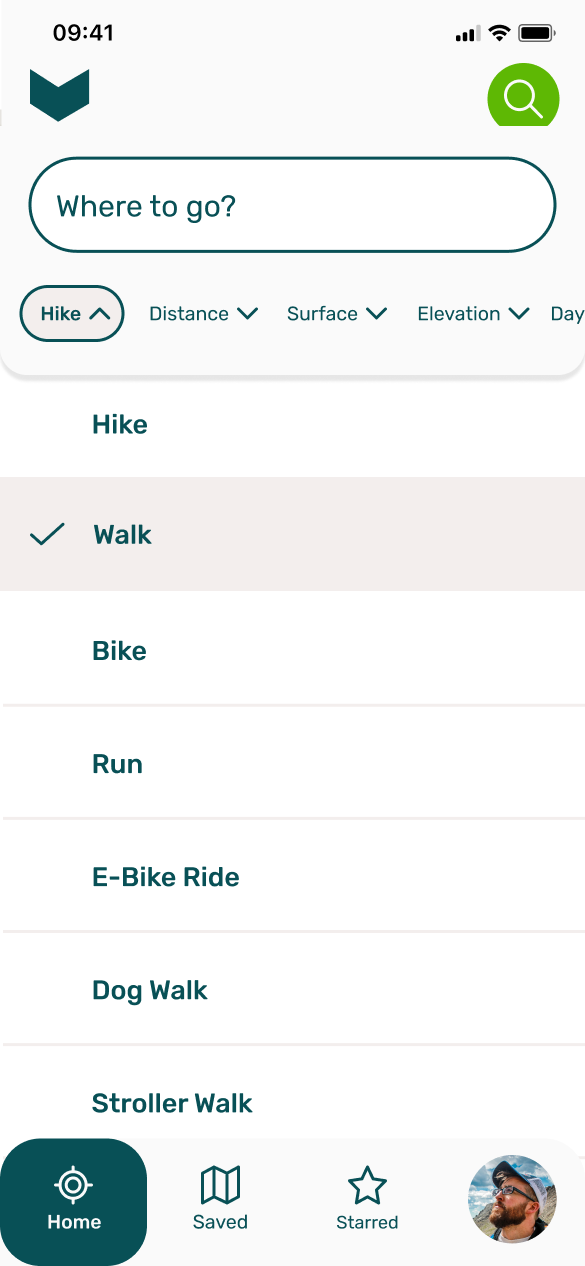 09:41
Where to go?
Hike Distance Surface Elevation Day
Hike
Walk
Bike
Run
E-Bike Ride
Dog Walk
Stroller Walk
Home Saved Starred